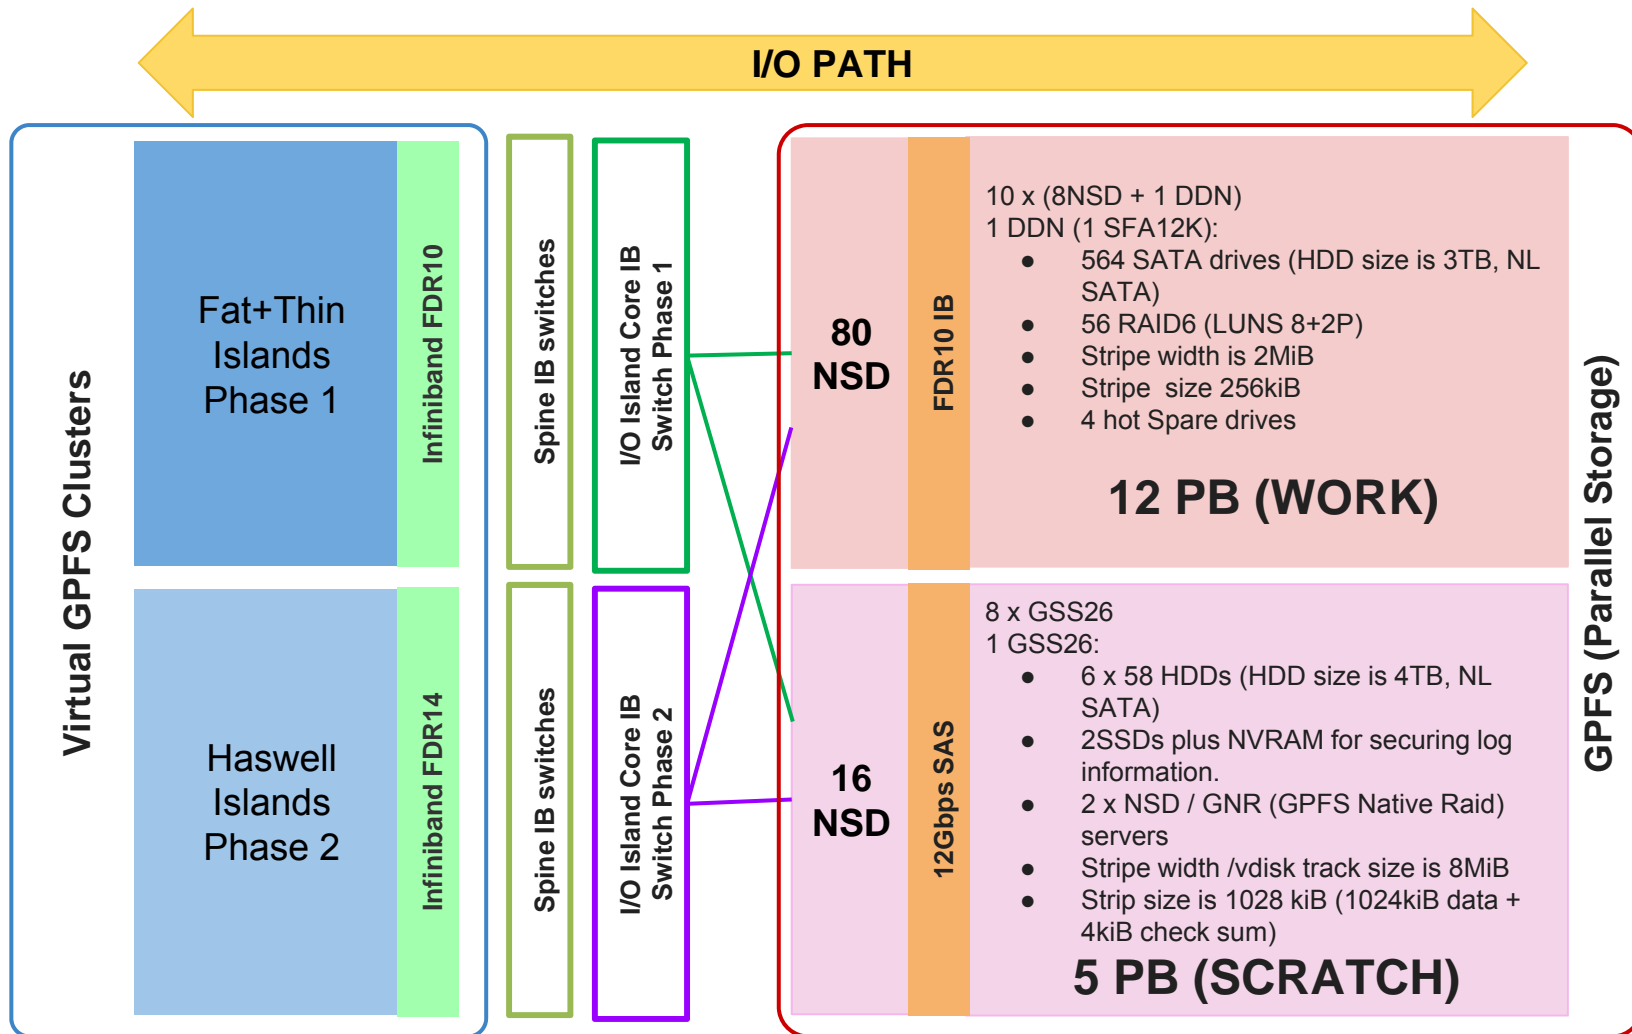 I/O PATH
Virtual GPFS Clusters
Fat+Thin
Islands
Phase 1
Infiniband FDR10
Haswell
Islands
Phase 2
Infiniband FDR14
Spine IB switches
Spine IB switches
I/O Island Core IB
Switch Phase 1
I/O Island Core IB
Switch Phase 2
80
NSD
FDR10 IB
10 x (8NSD + 1 DDN)
1 DDN (1 SFA12K):
● 564 SATA drives (HDD size is 3TB, NL
SATA)
● 56 RAID6 (LUNS 8+2P)
● Stripe width is 2MiB
● Stripe size 256kiB
● 4 hot Spare drives
12 PB (WORK)
16
NSD
12Gbps SAS
8 x GSS26
1 GSS26:
● 6 x 58 HDDs (HDD size is 4TB, NL
SATA)
● 2SSDs plus NVRAM for securing log
information.
● 2 x NSD / GNR (GPFS Native Raid)
servers
● Stripe width /vdisk track size is 8MiB
● Strip size is 1028 kiB (1024kiB data +
4kiB check sum)
5 PB (SCRATCH)
GPFS (Parallel Storage)